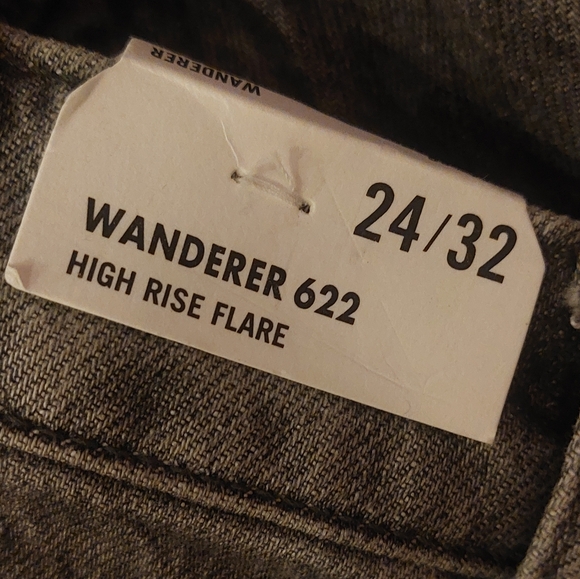 WANDERER
24/32
WANDERER 622
HIGH RISE FLARE